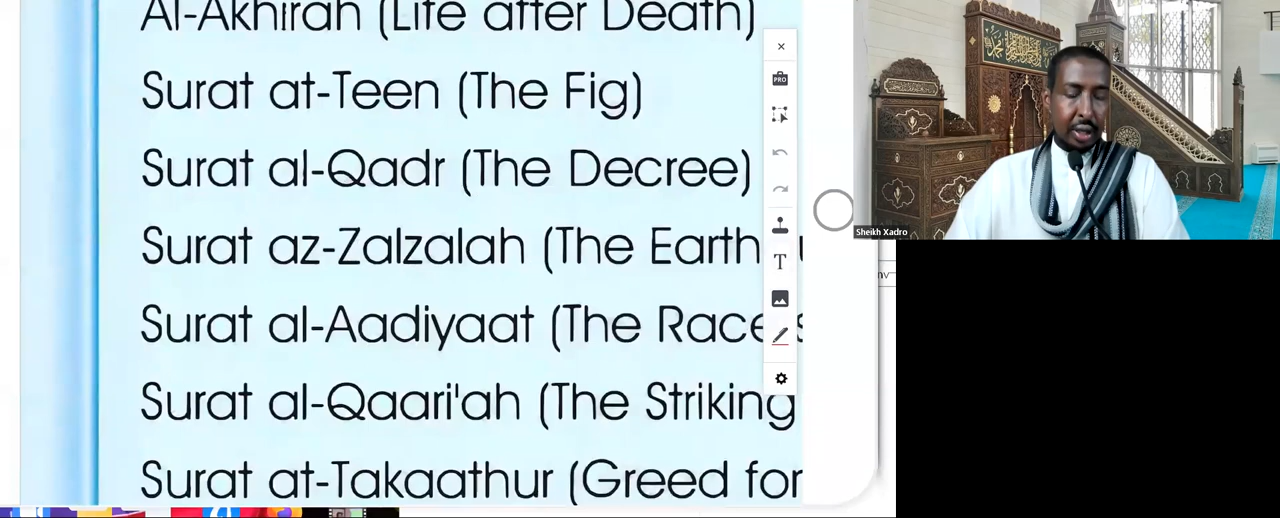 Al-Akhirah (Life after Death)
Surat at-Teen (The Fig)
Surat al-Qadr (The Decree)
Surat az-Zalzalah (The Earth
Surat al-Aadiyaat (The Race
Surat al-Qaari'ah (The Striking
Surat at-Takaathur (Greed for
PRO
T
Sheikh Xadro